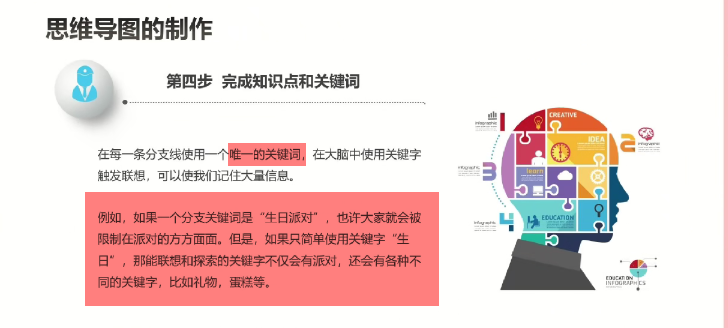 思维导图的制作
第四步 完成知识点和关键词
在每一条分支线使用一个唯一的关键词，在大脑中使用关键字
触发联想，可以使我们记住大量信息。
例如，如果一个分支关键词是“生日派对”，也许大家就会被
限制在派对的方方面面。但是，如果只简单使用关键字“生
日”，那能联想和探索的关键字不仅会有派对，还会有各种不
同的关键字，比如礼物，蛋糕等。
Infographic
1
CREATIVE
IDEA
2
Infographic
Infographic
3
learn
Infographic
4
EDUCATION
EDUCATION
INFOGRAPHICS